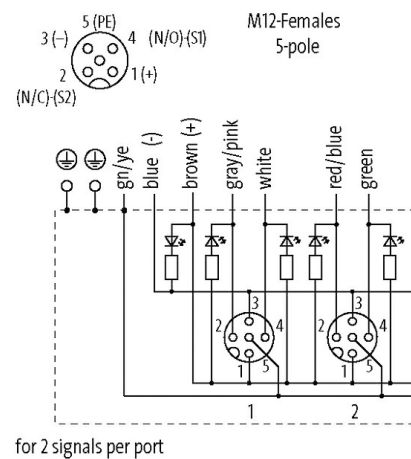 5 (PE)
3 (–)
4 (N/O)-(S1)
2
1 (+)
(N/C)-(S2)
M12-Females
5-pole
gn/ye
blue (-)
brown (+)
gray/pink
white
red/blue
green
3
2
4
5
1
3
2
4
5
1
1
2
for 2 signals per port